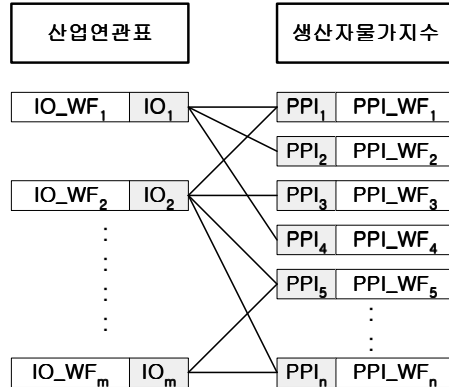 산업연관표 생산자물가지수
IO_WF₁ IO₁ PPI₁ PPI_WF₁
PPI₂ PPI_WF₂
IO_WF₂ IO₂ PPI₃ PPI_WF₃
PPI₄ PPI_WF₄
PPI₅ PPI_WF₅
IO_WFₘ IOₘ PPIₙ PPI_WFₙ